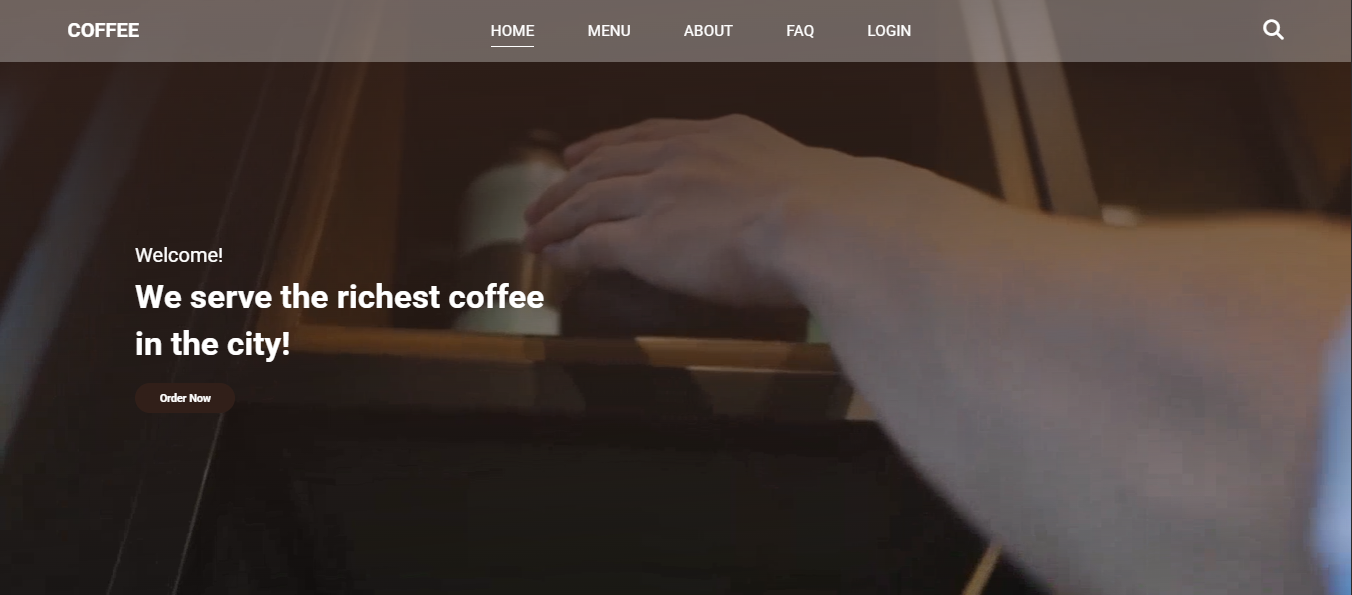 COFFEE
HOME MENU ABOUT FAQ LOGIN
Welcome!
We serve the richest coffee
in the city!
Order Now